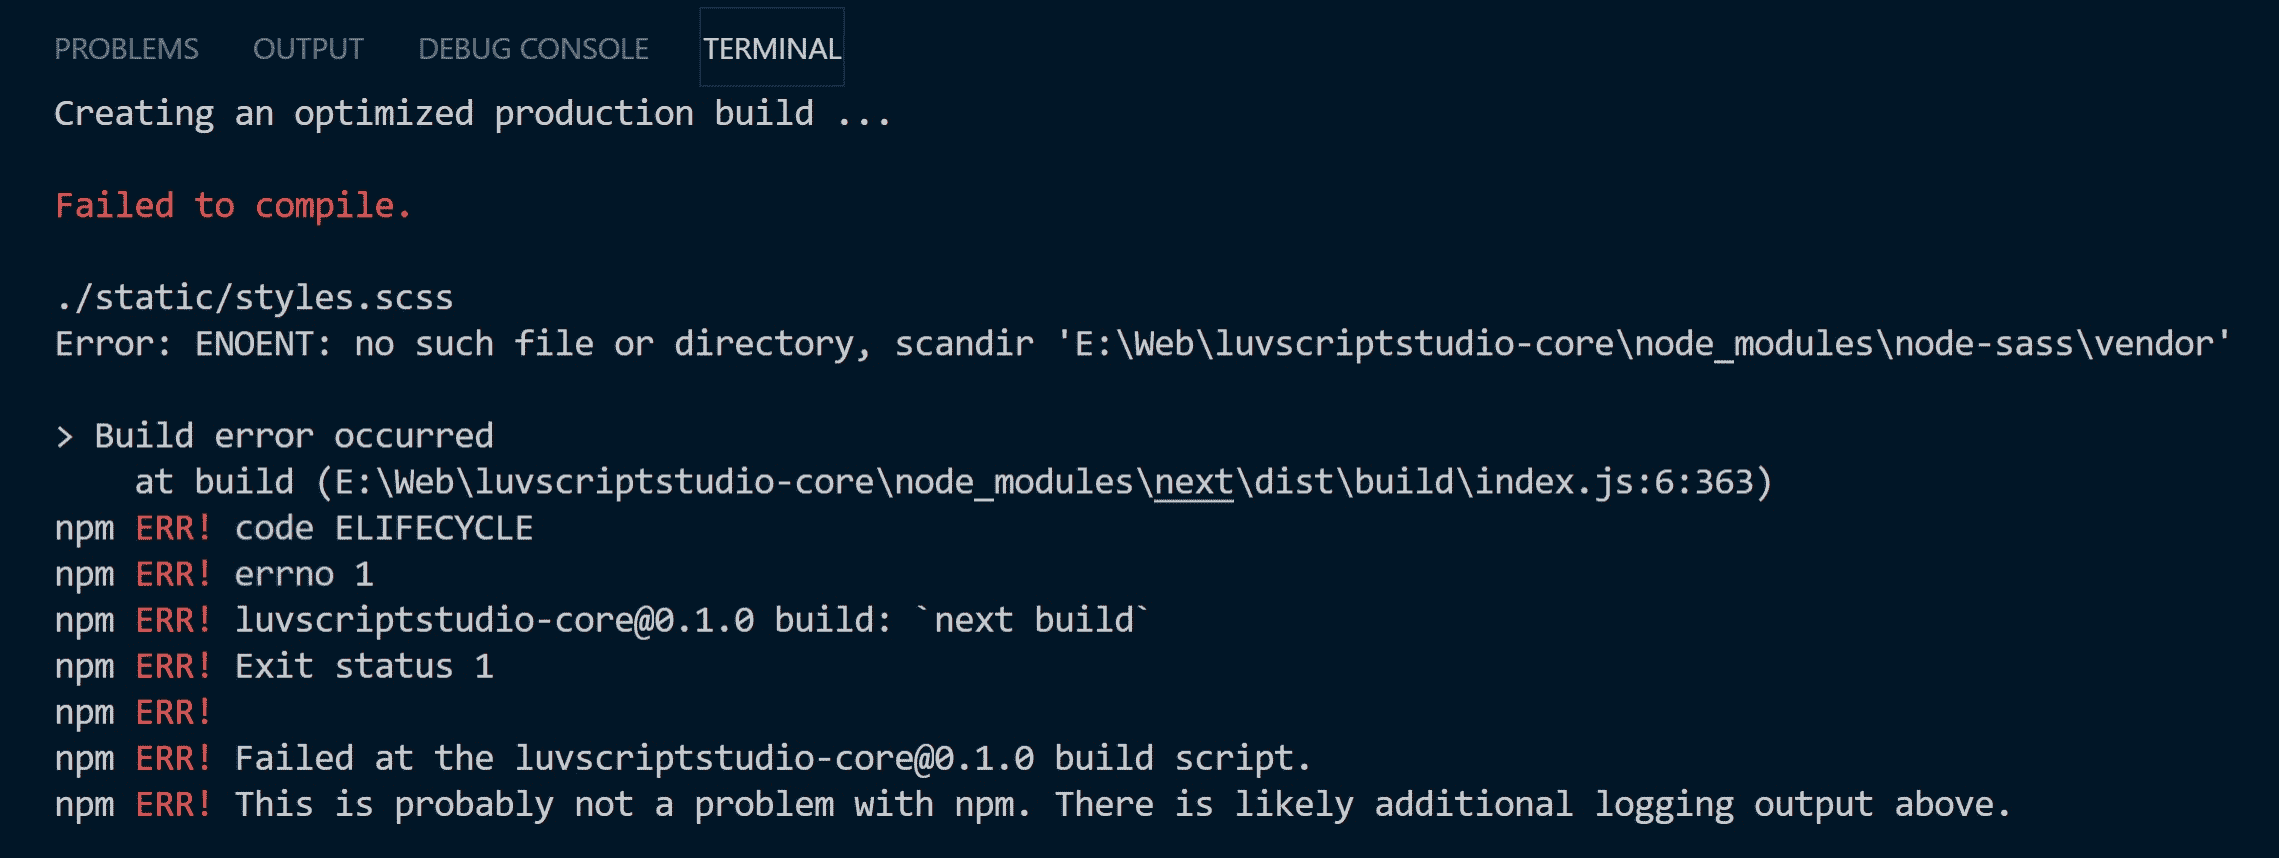 PROBLEMS OUTPUT DEBUG CONSOLE TERMINAL
Creating an optimized production build ...
Failed to compile.
./static/styles.scss
Error: ENOENT: no such file or directory, scandir 'E:\Web\luvscriptstudio-core\node_modules\node-sass\vendor'
> Build error occurred
at build (E:\Web\luvscriptstudio-core\node_modules\next\dist\build\index.js:6:363)
npm ERR! code ELIFECYCLE
npm ERR! errno 1
npm ERR! luvscriptstudio-core@0.1.0 build: `next build`
npm ERR! Exit status 1
npm ERR!
npm ERR! Failed at the luvscriptstudio-core@0.1.0 build script.
npm ERR! This is probably not a problem with npm. There is likely additional logging output above.